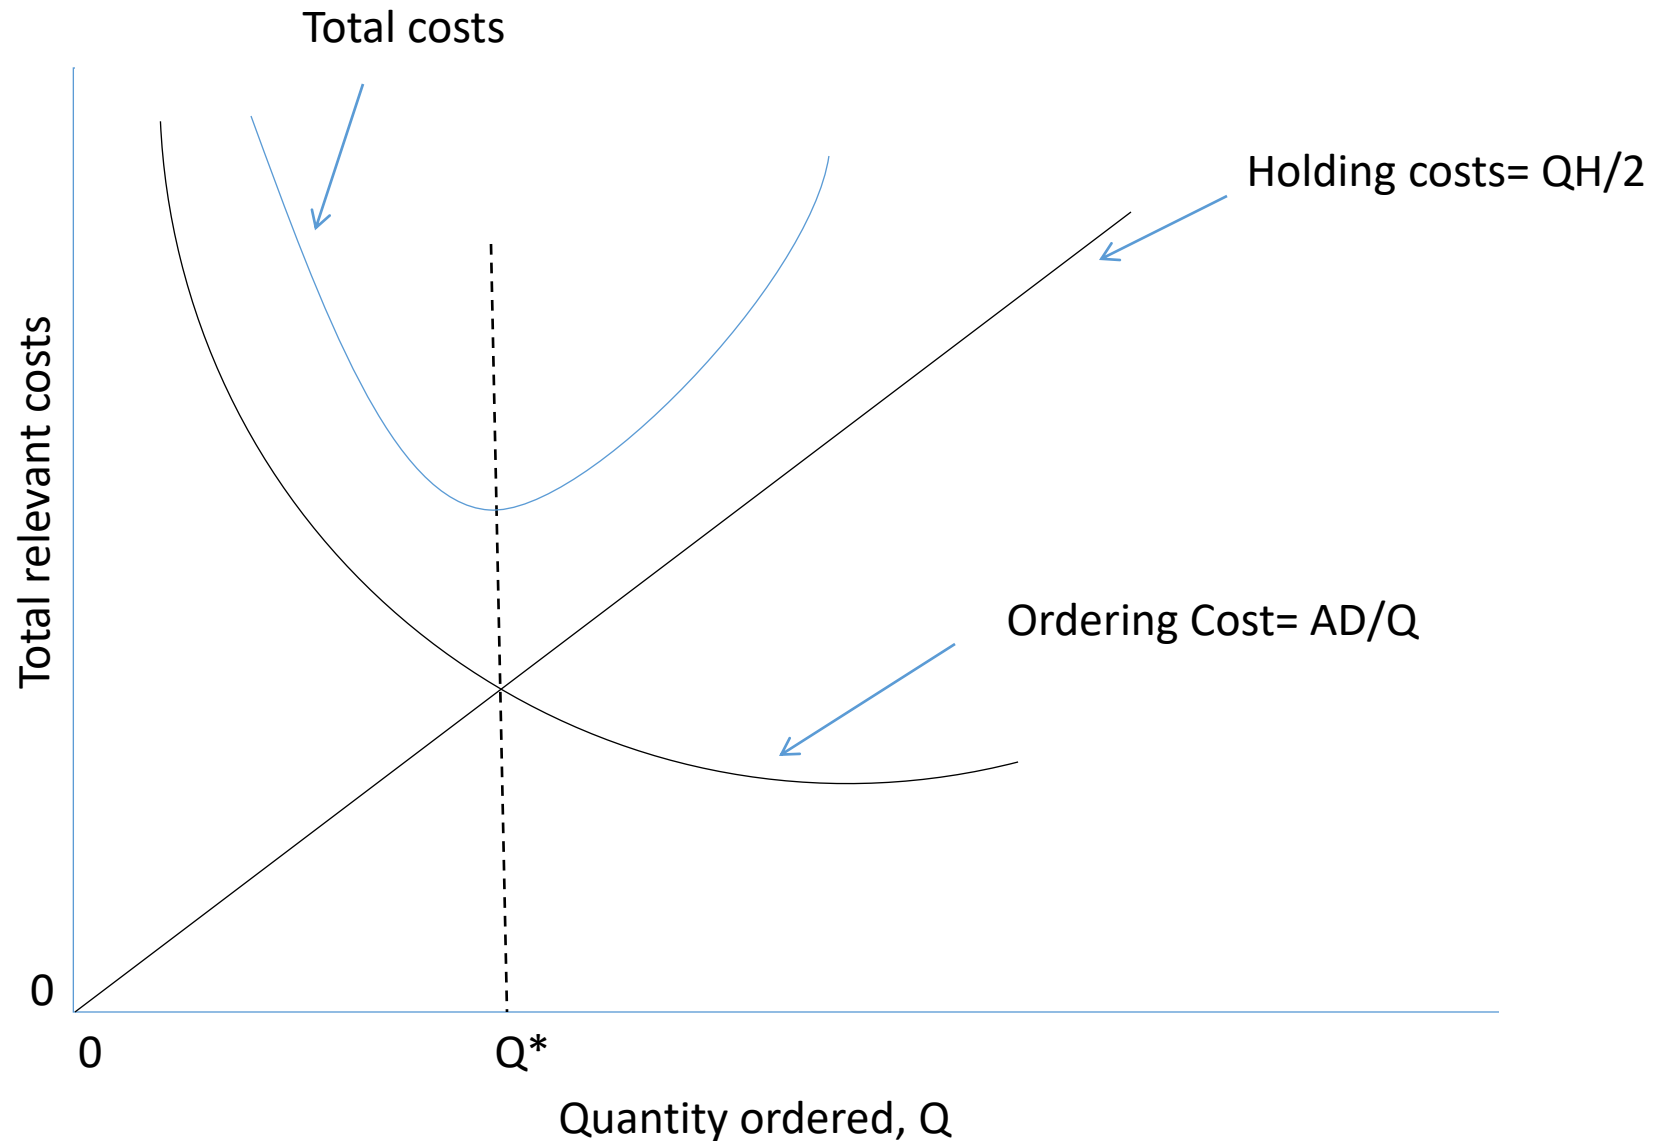 Total costs
Holding costs= QH/2
Total relevant costs
Ordering Cost= AD/Q
0
0
Q*
Quantity ordered, Q